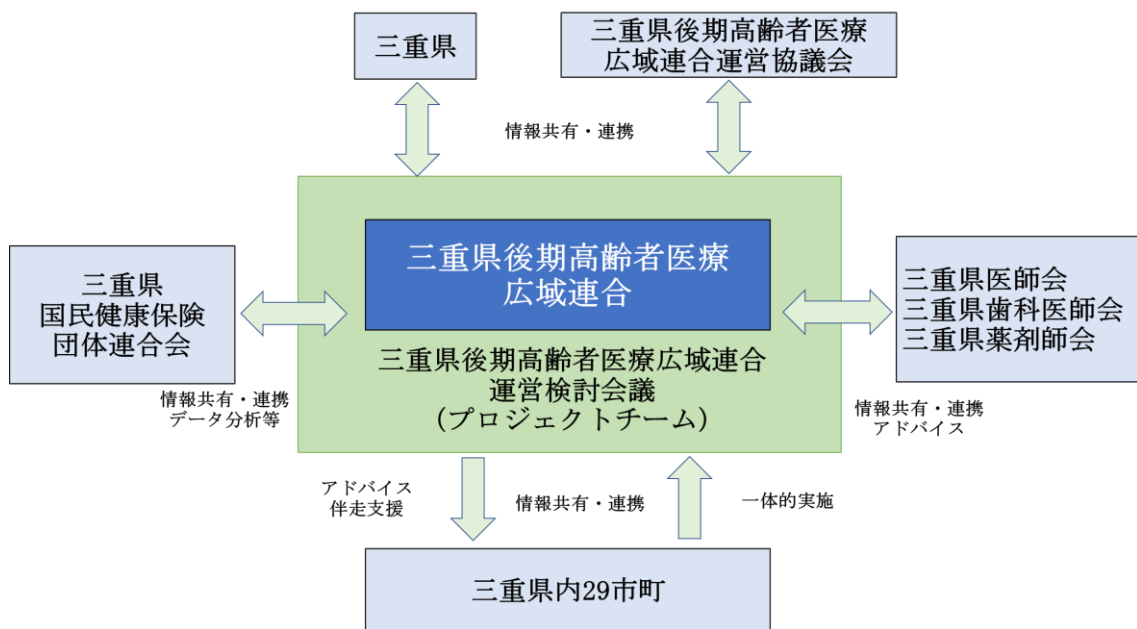 三重県
三重県後期高齢者医療
広域連合運営協議会
情報共有・連携
三重県後期高齢者医療
広域連合
三重県
国民健康保険
団体連合会
三重県医師会
三重県歯科医師会
三重県薬剤師会
三重県後期高齢者医療広域連合
運営検討会議
(プロジェクトチーム)
情報共有・連携
データ分析等
情報共有・連携
アドバイス
アドバイス
伴走支援
情報共有・連携
一体的実施
三重県内29市町